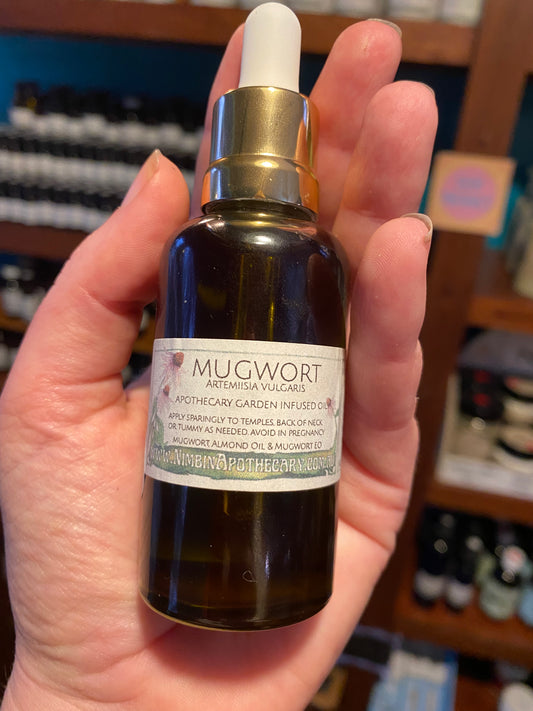 MUGWORT
ARTEMIISIA VULGARIS
APOTHECARY GARDEN INFUSED OIL
APPLY SPARINGLY TO TEMPLES, BACK OF NECK
OR TUMMY AS NEEDED. AVOID IN PREGNANCY
MUGWORT ALMOND OIL & MUGWORT EO
www.NimbinApothecary.com.au